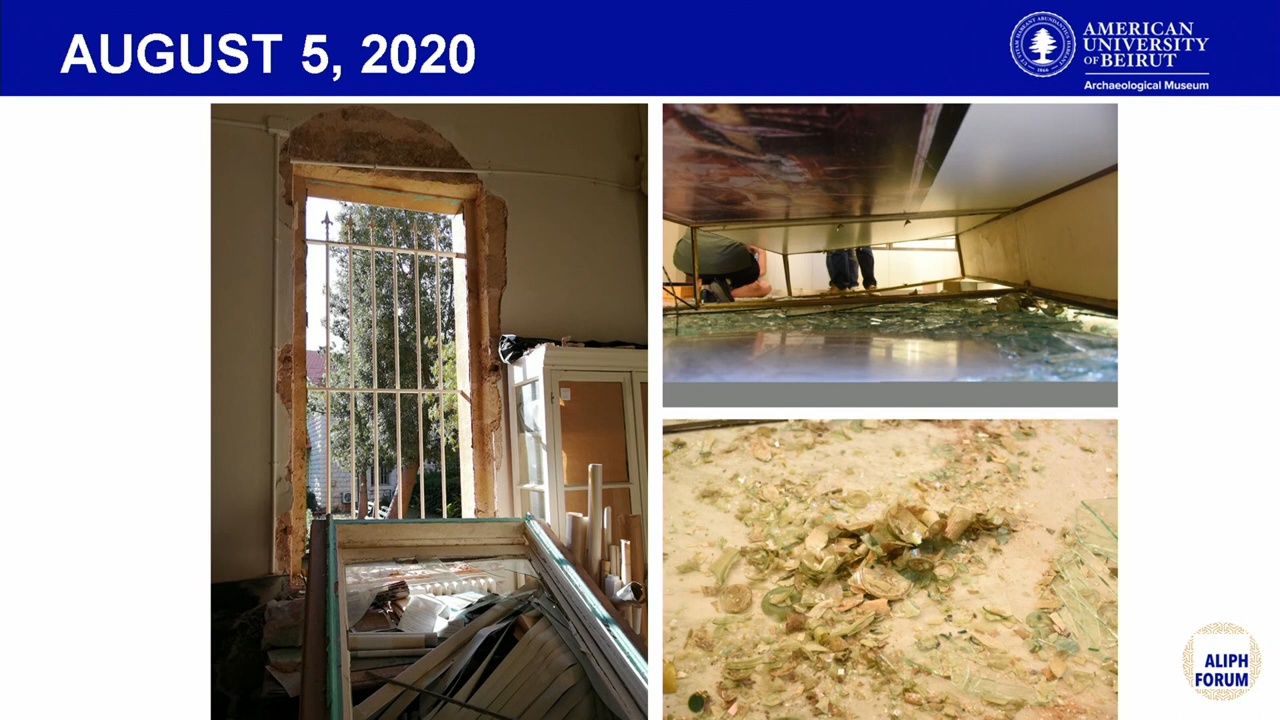 AUGUST 5, 2020
AMERICAN
UNIVERSITY
OF BEIRUT
Archaeological Museum
ALIPH
FORUM